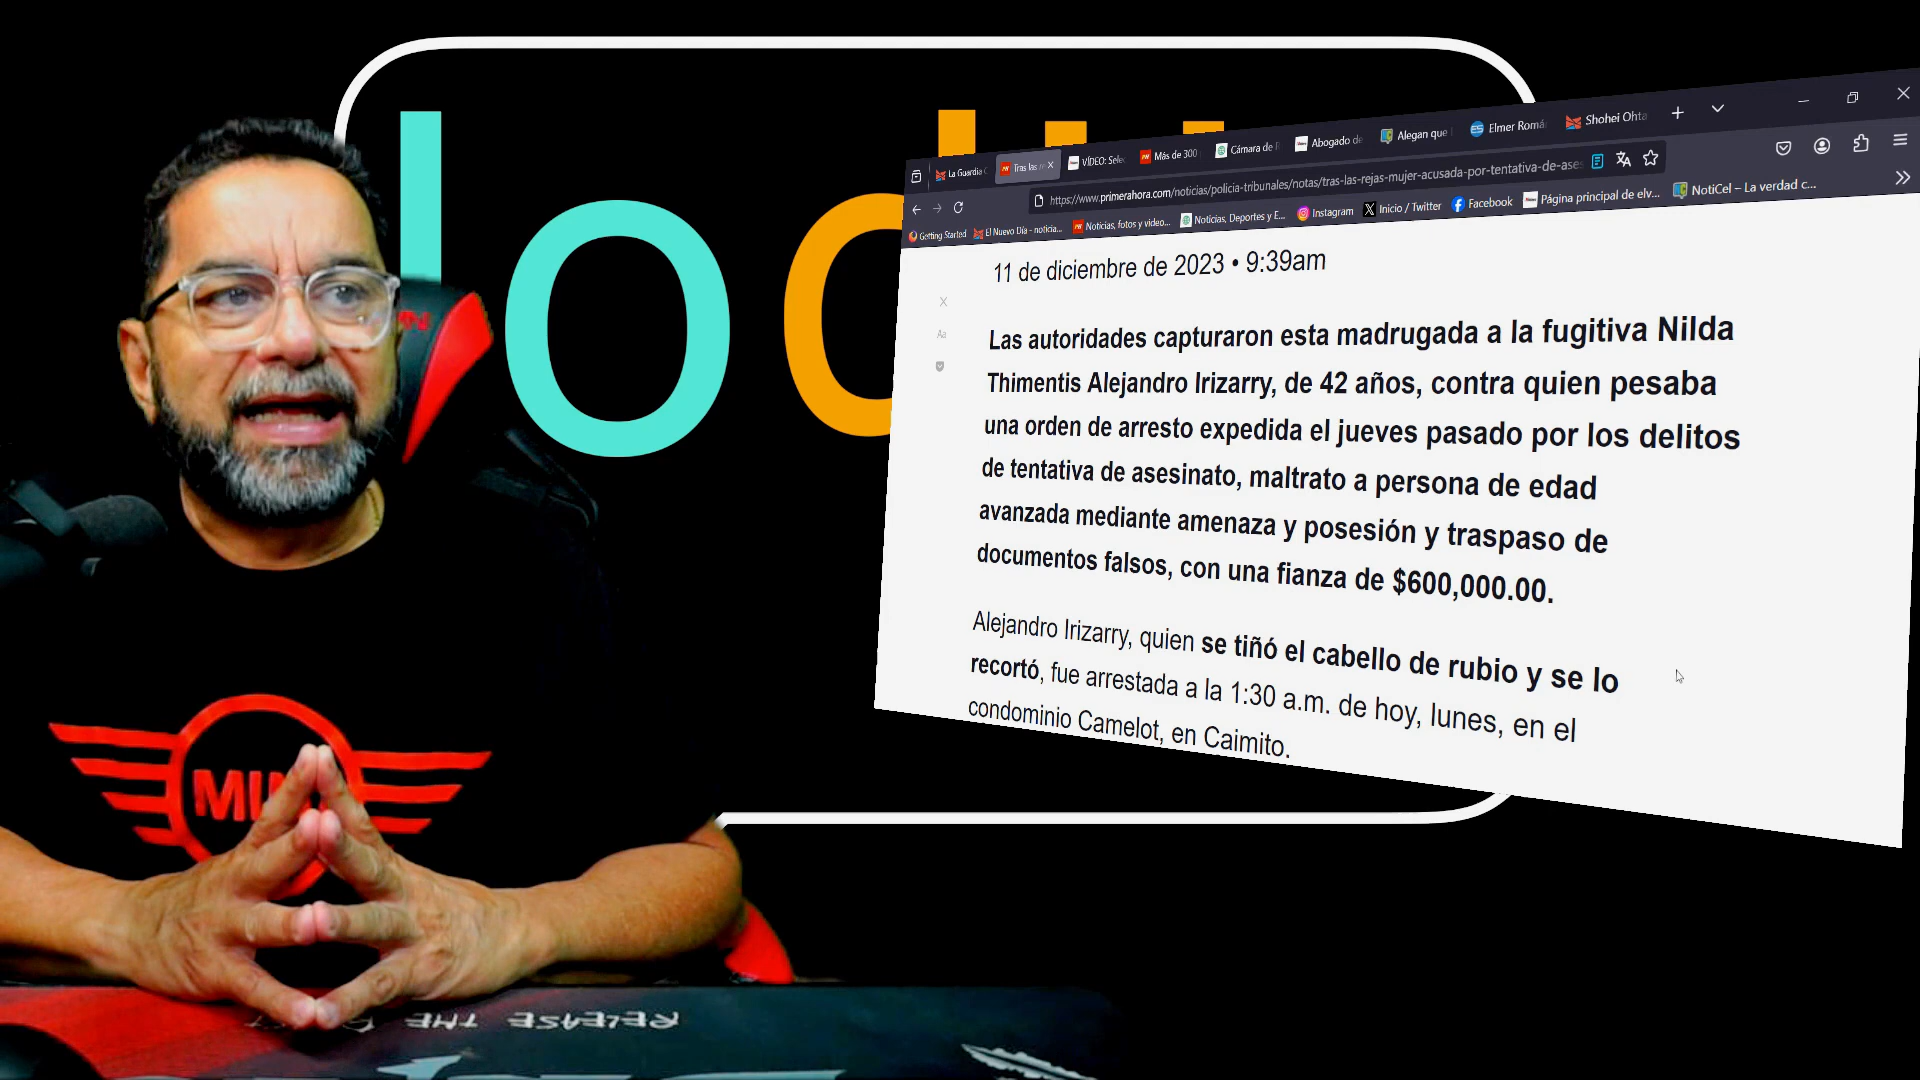 lo
La Guardia
Tras las
VÍDEO: Sele
Más de 300
Cámara de
Abogado de
Alegan que
Elmer Romá
Shohei Ohta
https://www.primerahora.com/noticias/policia-tribunales/notas/tras-las-rejas-mujer-acusada-por-tentativa-de-ases
Getting Started
El Nuevo Día - noticia...
Noticias, fotos y video...
Noticias, Deportes y E...
Instagram
Inicio / Twitter
Facebook
Página principal de elv...
NotiCel – La verdad c...
11 de diciembre de 2023 • 9:39am
Las autoridades capturaron esta madrugada a la fugitiva Nilda
Thimentis Alejandro Irizarry, de 42 años, contra quien pesaba
una orden de arresto expedida el jueves pasado por los delitos
de tentativa de asesinato, maltrato a persona de edad
avanzada mediante amenaza y posesión y traspaso de
documentos falsos, con una fianza de $600,000.00.
Alejandro Irizarry, quien se tiñó el cabello de rubio y se lo
recortó, fue arrestada a la 1:30 a.m. de hoy, lunes, en el
condominio Camelot, en Caimito.
Aa
RELEASE THE